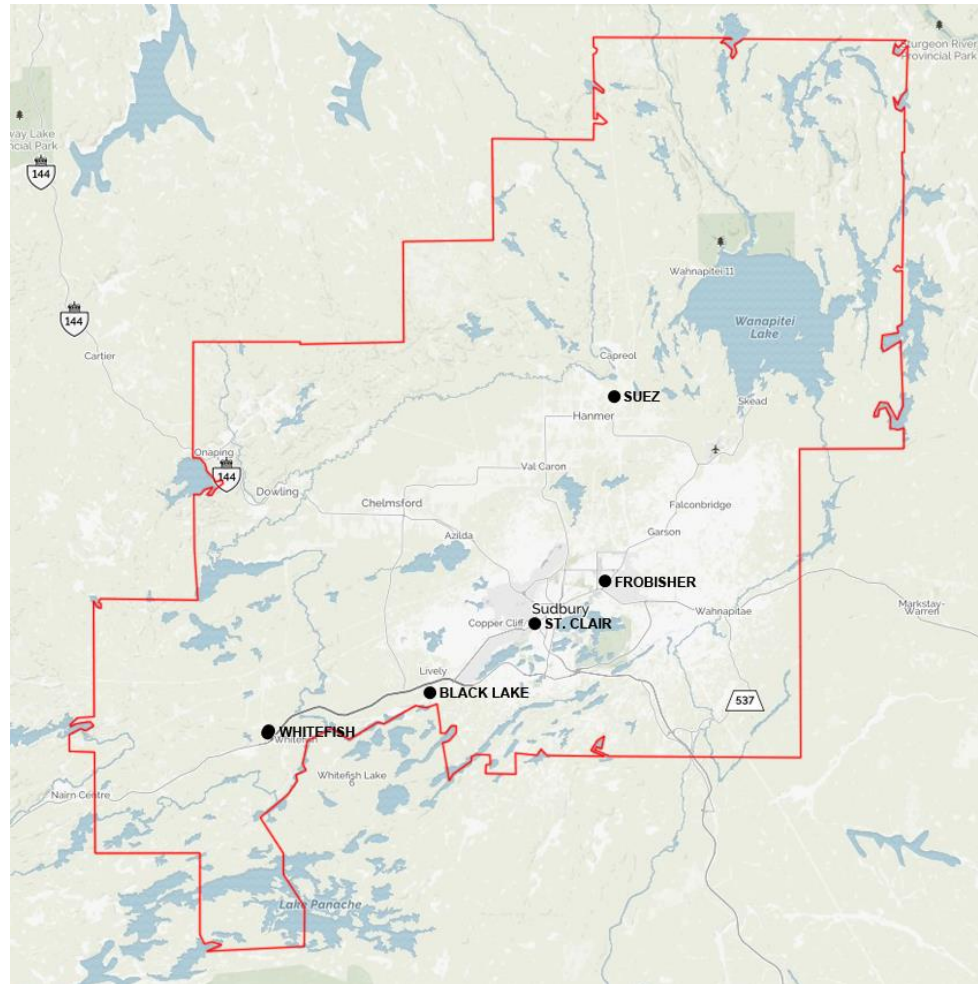 Sturgeon River
Provincial Park
way Lake
ncial Park
144
Wahnapitei 11
144
Wanapitei
Lake
Cartier
Capreol
SUEZ
Skead
Hanmer
Onaping
144
Val Caron
Dowling
Chelmsford
Falconbridge
Azilda
Garson
FROBISHER
Markstay-
Warren
Sudbury
Wahnapitae
Copper Cliff
ST. CLAIR
Lively
BLACK LAKE
537
WHITEFISH
Whitefish
Whitefish Lake
6
Nairn Centre
Lake Panache